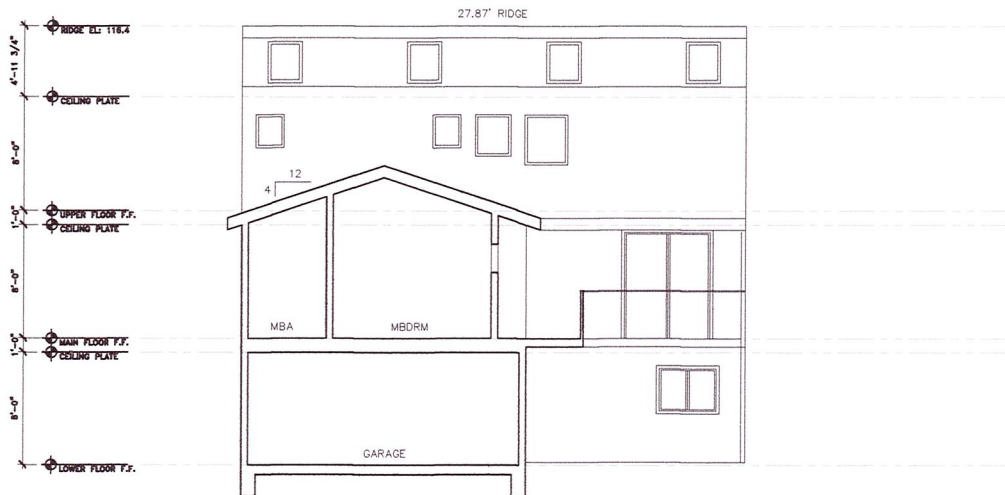 27.87' RIDGE
RIDGE EL: 118.4
4'-11 3/4"
CEILING PLATE
8'-0"
12
4
UPPER FLOOR F.F.
1'-0"
CEILING PLATE
8'-0"
MBA
MBDRM
MAIN FLOOR F.F.
1'-0"
CEILING PLATE
8'-0"
GARAGE
LOWER FLOOR F.F.